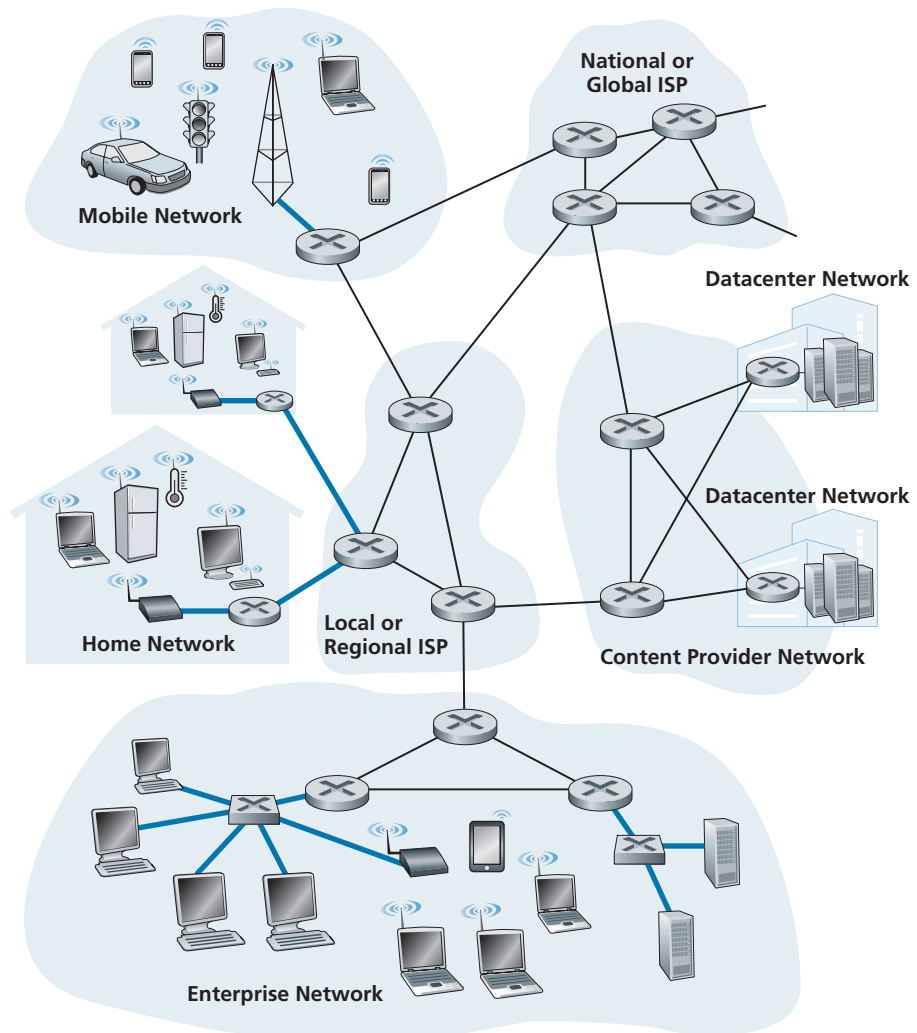 National or
Global ISP
Mobile Network
Datacenter Network
Datacenter Network
Home Network
Local or
Regional ISP
Content Provider Network
Enterprise Network